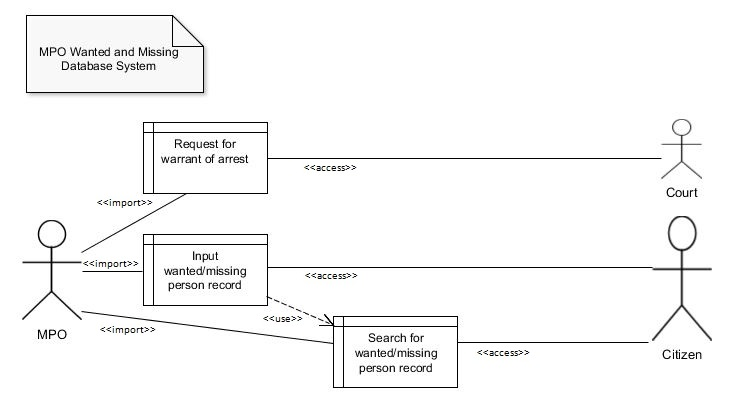 MPO Wanted and Missing
Database System
Request for
warrant of arrest
<<access>>
Court
<<import>>
Input
wanted/missing
person record
<<import>>
<<access>>
<<use>>
MPO
<<import>>
Search for
wanted/missing
person record
<<access>>
Citizen